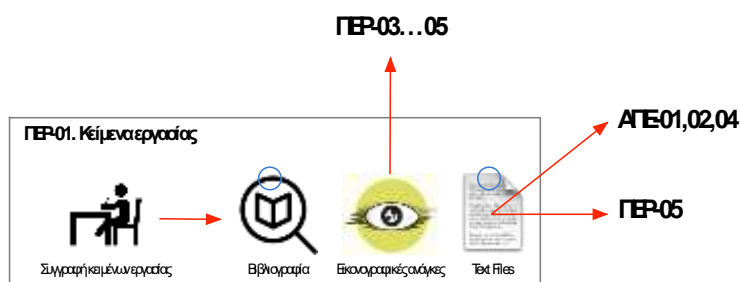 ΠΕΡ-03...05
ΠΕΡ-01. Κείμενα εργασίας
ΑΠΕ-01,02,04
ΠΕΡ-05
Συγγραφή κειμένων εργασίας
Βιβλιογραφία
Εικονογραφικές ανάγκες
Text Files